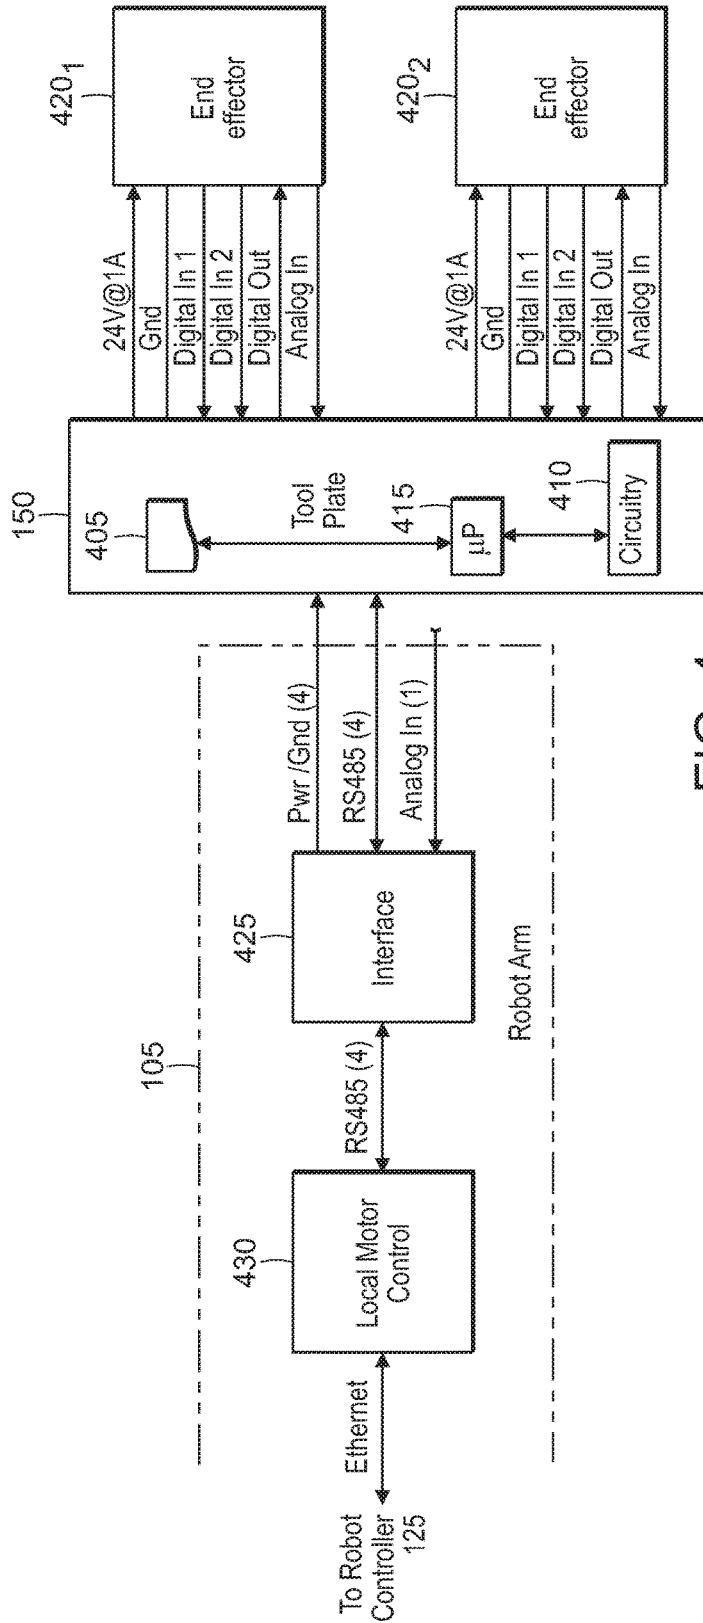 105
430
Local Motor
Control
425
Interface
Ethernet
To Robot
Controller
125
RS485 (4)
Pwr /Gnd (4)
RS485 (4)
Analog In (1)
Robot Arm
150
405
Tool
Plate
415
µP
410
Circuitry
24V@1A
Gnd
Digital In 1
Digital In 2
Digital Out
Analog In
420₁
End
effector
24V@1A
Gnd
Digital In 1
Digital In 2
Digital Out
Analog In
420₂
End
effector